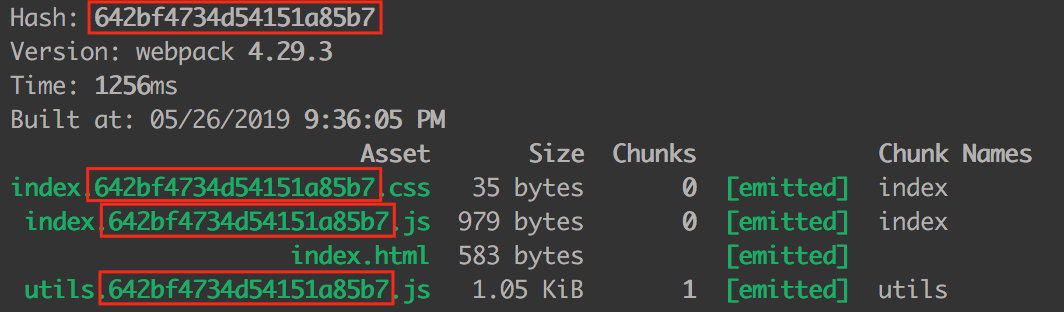 Hash: 642bf4734d54151a85b7
Version: webpack 4.29.3
Time: 1256ms
Built at: 05/26/2019 9:36:05 PM
Asset Size Chunks Chunk Names
index.642bf4734d54151a85b7.css 35 bytes 0 [emitted] index
index.642bf4734d54151a85b7.js 979 bytes 0 [emitted] index
index.html 583 bytes [emitted]
utils.642bf4734d54151a85b7.js 1.05 KiB 1 [emitted] utils